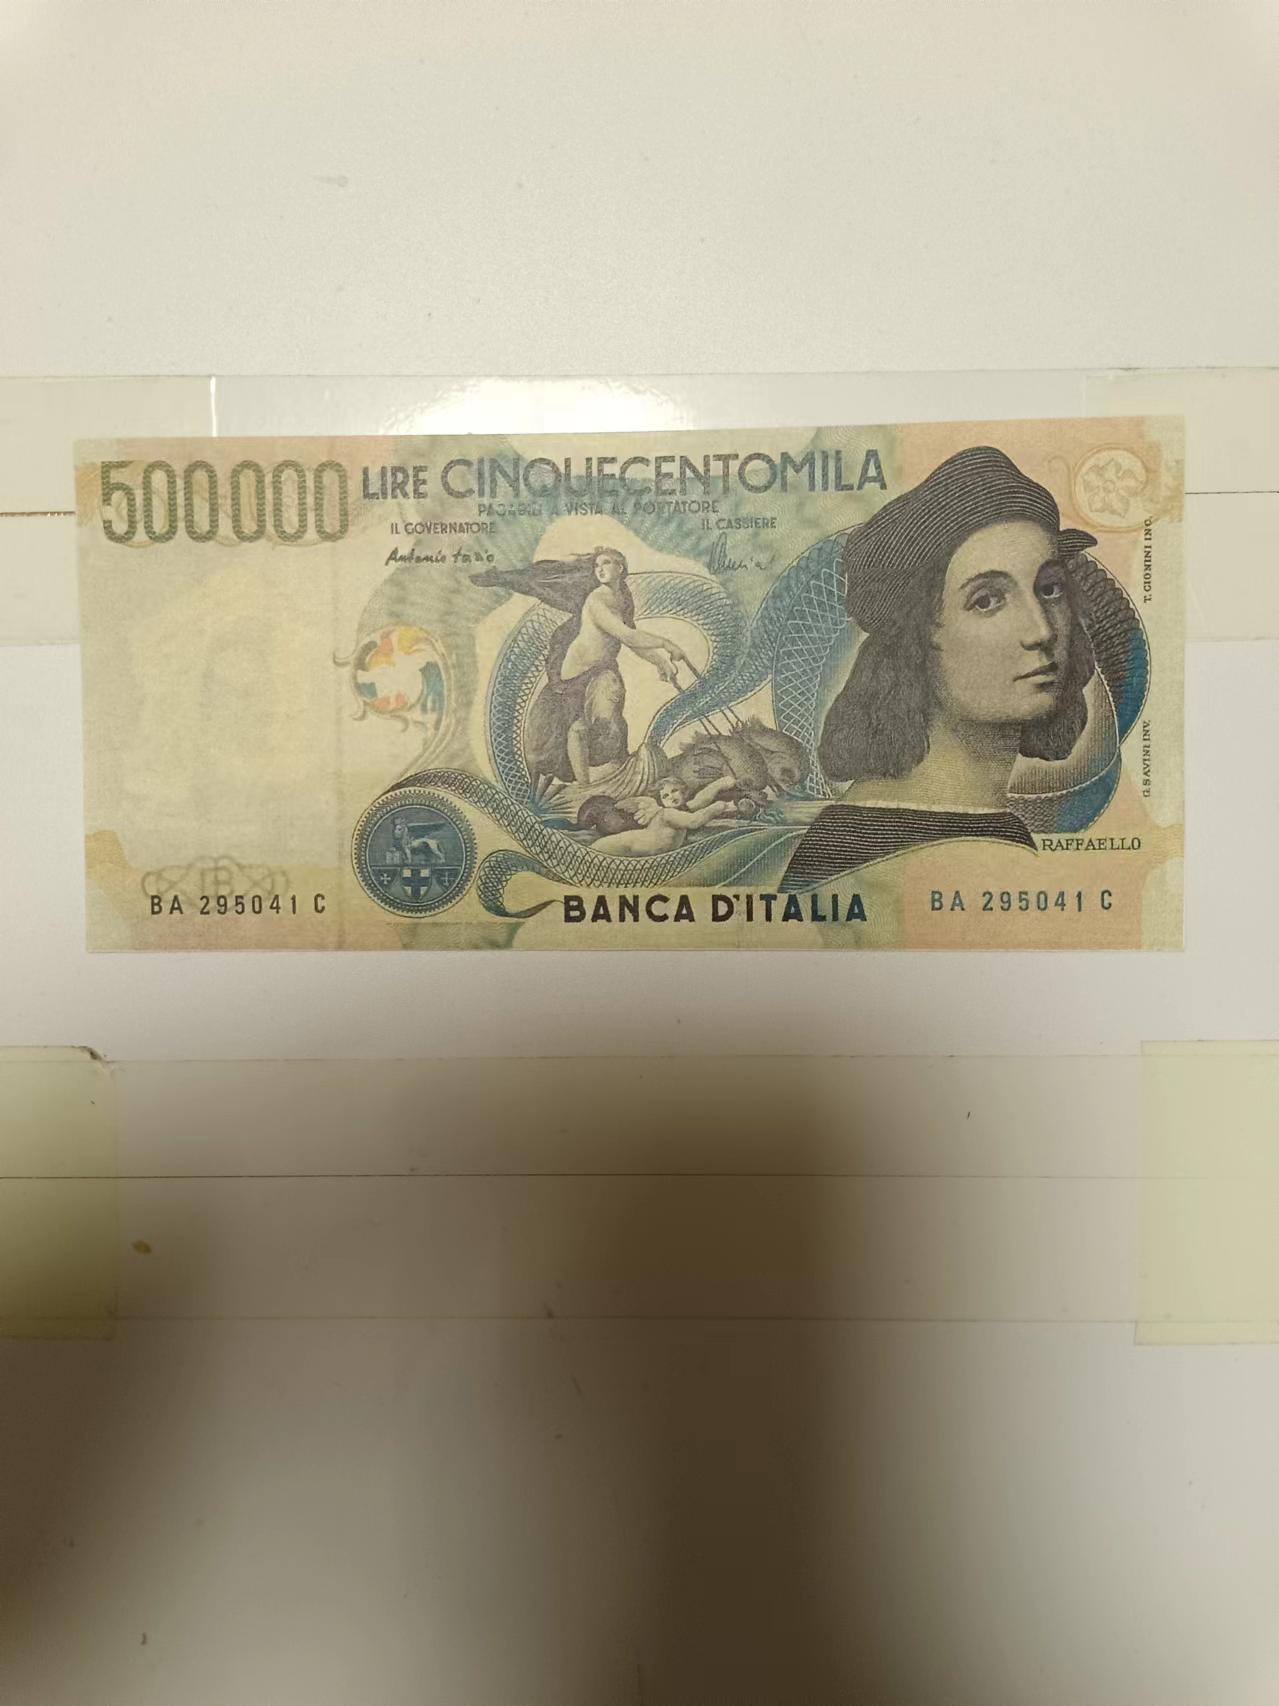 500000 LIRE CINQUECENTOMILA
PAGABILI A VISTA AL PORTATORE
IL GOVERNATORE IL CASSIERE
Antonio Fazio
T. CIONINI INC.
G. SAVINI INV.
RAFFAELLO
BA 295041 C BANCA D'ITALIA BA 295041 C